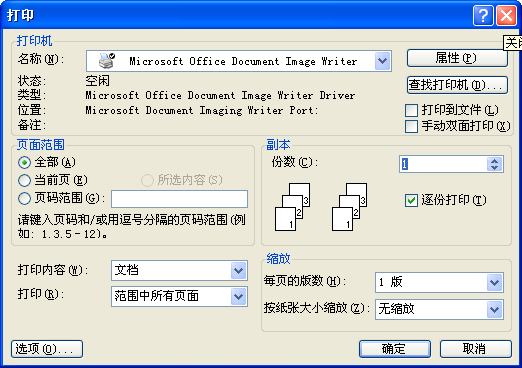 打印
关闭
打印机
名称(N):
Microsoft Office Document Image Writer
属性(P)
状态:
空闲
查找打印机(D)...
类型:
Microsoft Office Document Image Writer Driver
位置:
Microsoft Document Imaging Writer Port:
打印到文件(L)
备注:
手动双面打印(X)
页面范围
全部(A)
当前页(E)
所选内容(S)
页码范围(G):
请键入页码和/或用逗号分隔的页码范围(例
如: 1.3.5-12)。
副本
份数(C):
1
1 2 3
1 2 3
逐份打印(T)
打印内容(W):
文档
打印(R):
范围中所有页面
缩放
每页的版数(H):
1 版
按纸张大小缩放(Z):
无缩放
选项(O)...
确定
取消